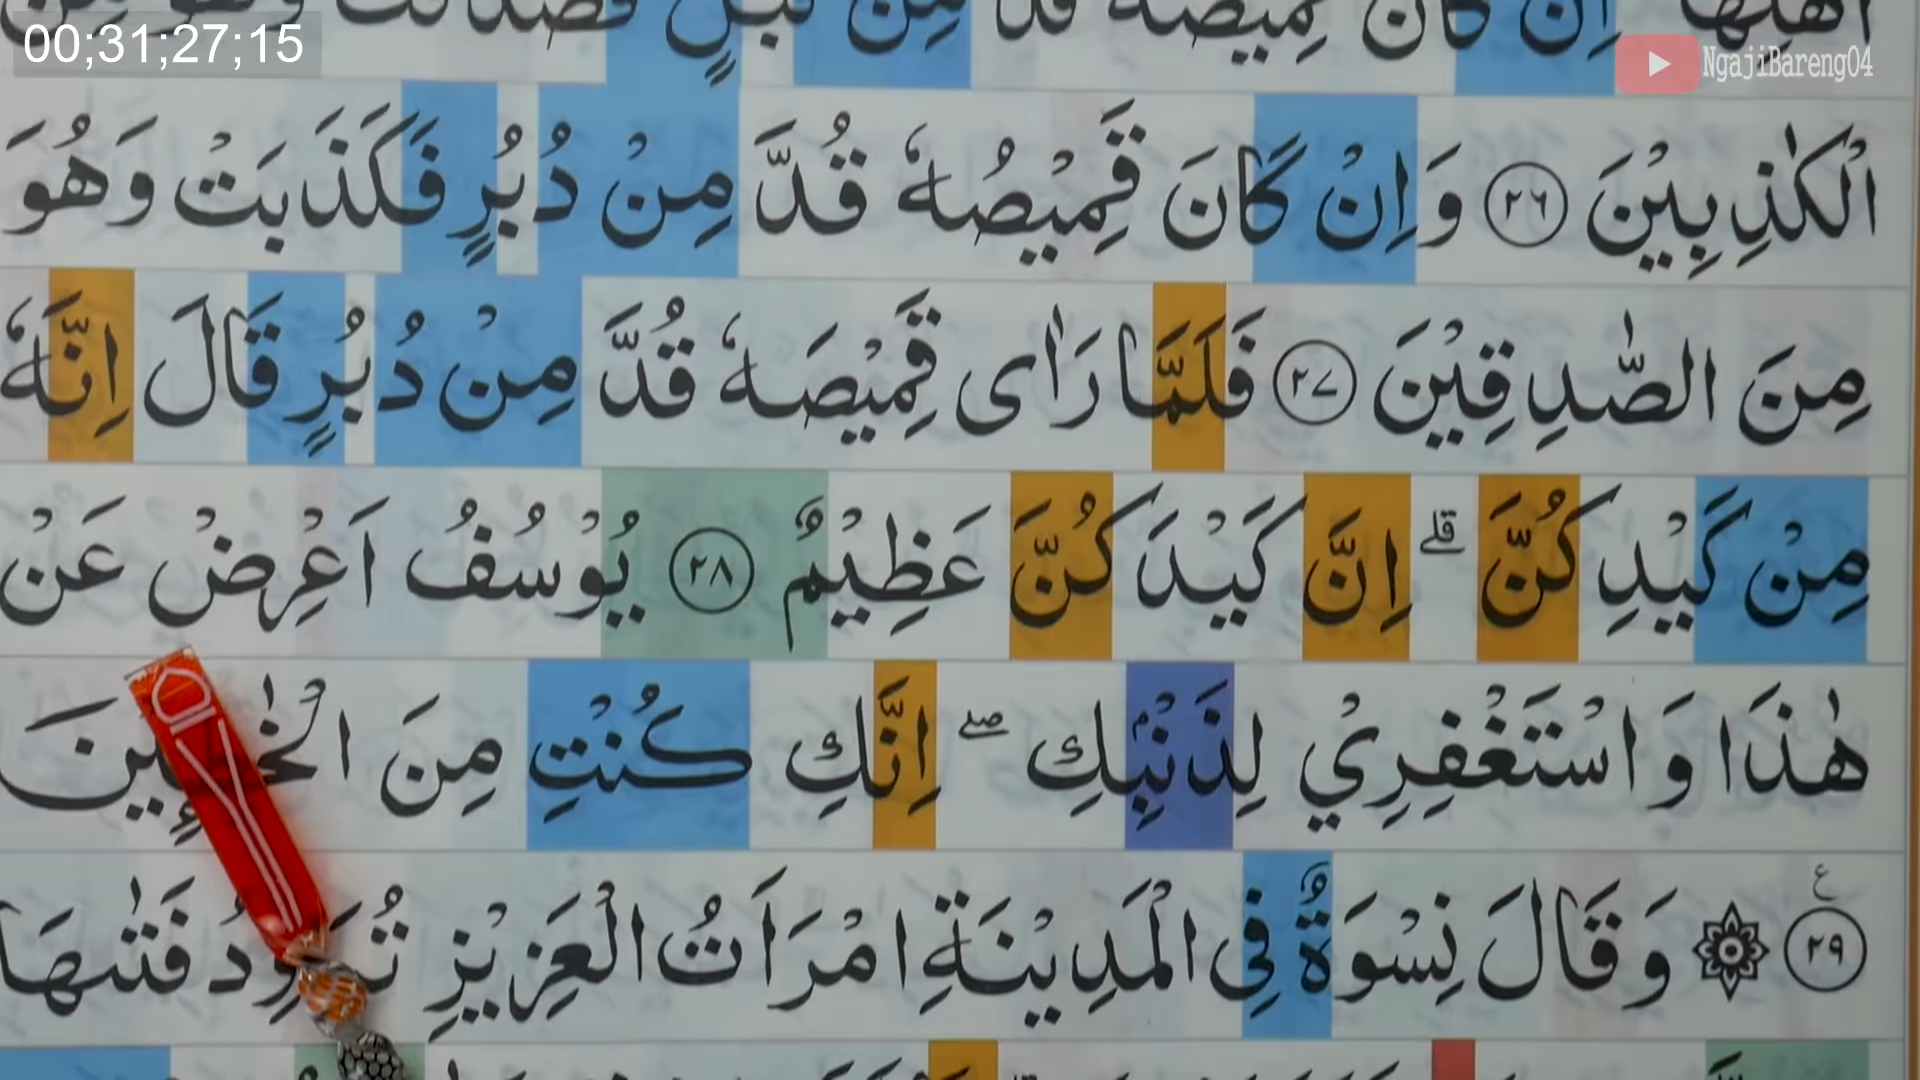 00;31;27;15
NgajiBareng04
اَهْلِهَا اِنْ كَانَ قَمِيْصُهٗ قُدَّ مِنْ قُبُلٍ فَصَدَقَتْ وَهُوَ مِنَ
الْكٰذِبِيْنَ ٢٦ وَاِنْ كَانَ قَمِيْصُهٗ قُدَّ مِنْ دُبُرٍ فَكَذَبَتْ وَهُوَ
مِنَ الصّٰدِقِيْنَ ٢٧ فَلَمَّا رَاٰى قَمِيْصَهٗ قُدَّ مِنْ دُبُرٍ قَالَ اِنَّهٗ
مِنْ كَيْدِكُنَّ ۗ اِنَّ كَيْدَكُنَّ عَظِيْمٌ ٢٨ يُوْسُفُ اَعْرِضْ عَنْ
هٰذَا وَاسْتَغْفِرِيْ لِذَنْۢبِكِ ۖ اِنَّكِ كُنْتِ مِنَ الْخٰطِـِٕيْنَ
ع
٢٩ ۞ وَقَالَ نِسْوَةٌ فِى الْمَدِيْنَةِ امْرَاَتُ الْعَزِيْزِ تُرَاوِدُ فَتٰىهَا